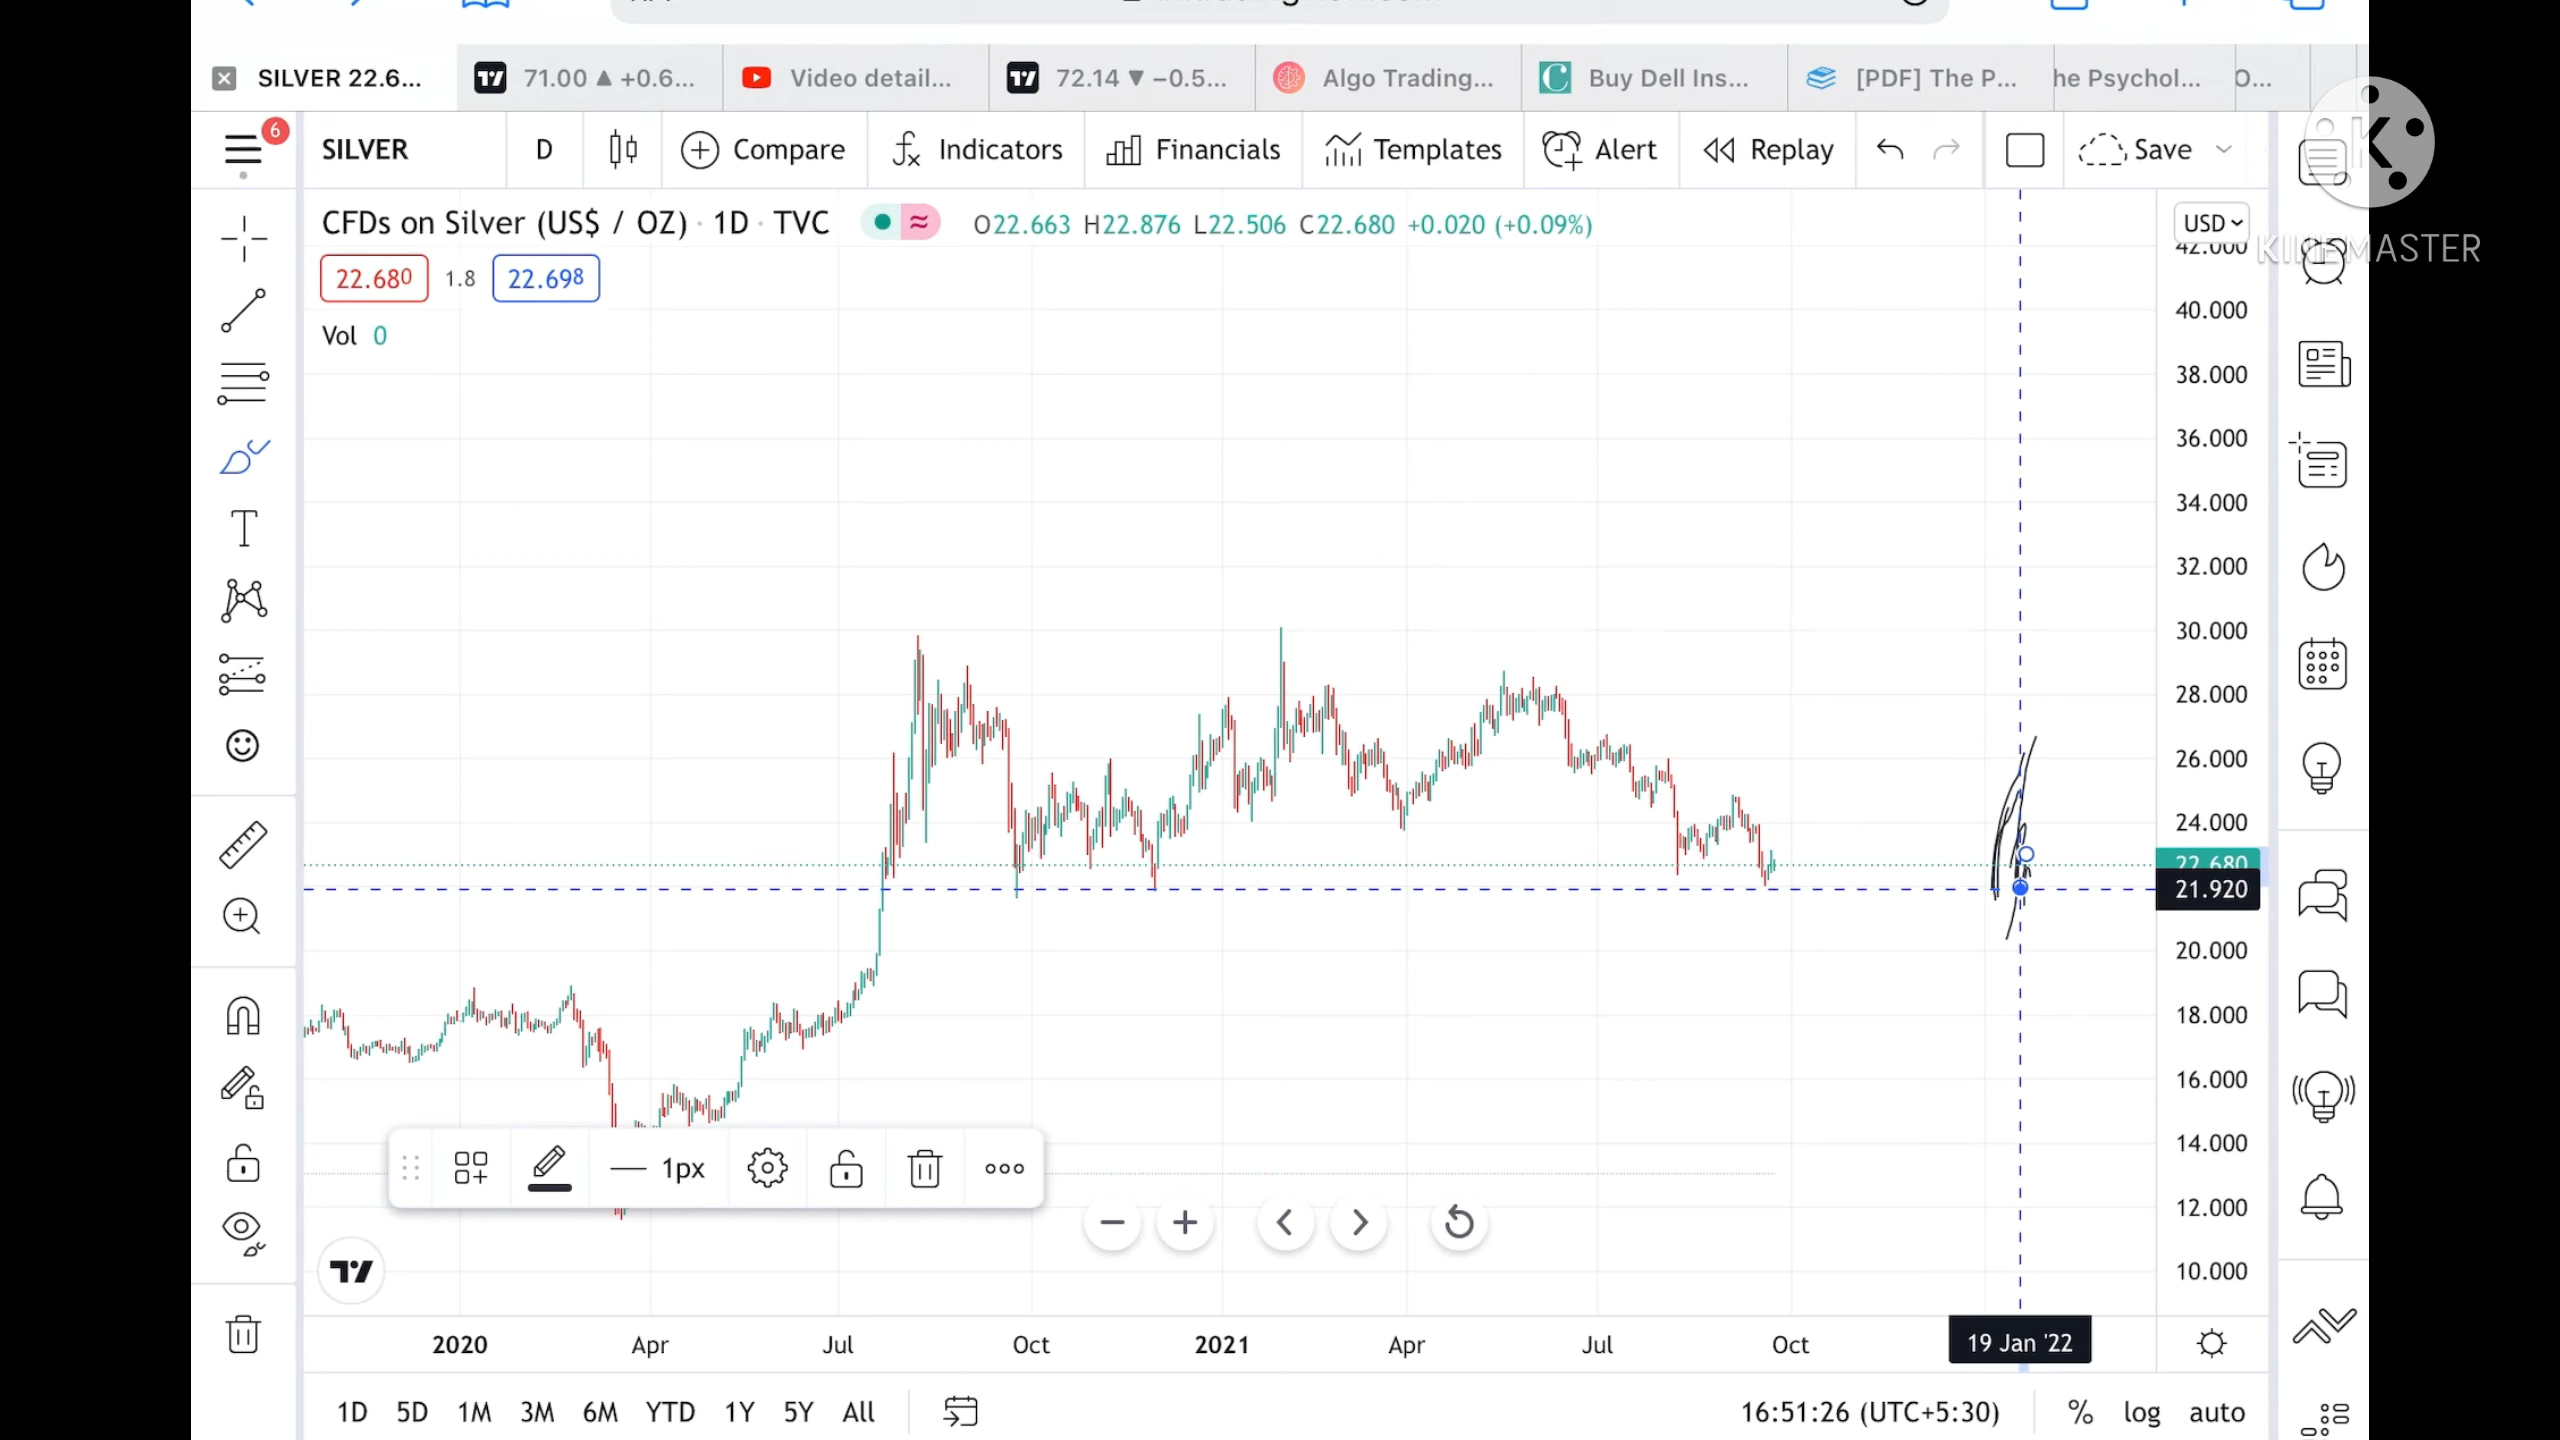 SILVER 22.6...
71.00 ▲ +0.6...
Video detail...
72.14 ▼ −0.5...
Algo Trading...
Buy Dell Ins...
[PDF] The P...
he Psychol...
O...
6
SILVER
D
Compare
Indicators
Financials
Templates
Alert
Replay
Save
K
KINEMASTER
CFDs on Silver (US$ / OZ) · 1D · TVC
O22.663 H22.876 L22.506 C22.680 +0.020 (+0.09%)
USD
22.680
1.8
22.698
Vol 0
42.000
40.000
38.000
36.000
34.000
32.000
30.000
28.000
26.000
24.000
22.680
21.920
20.000
18.000
16.000
14.000
12.000
10.000
1px
2020
Apr
Jul
Oct
2021
Apr
Jul
Oct
19 Jan '22
1D
5D
1M
3M
6M
YTD
1Y
5Y
All
16:51:26 (UTC+5:30)
%
log
auto